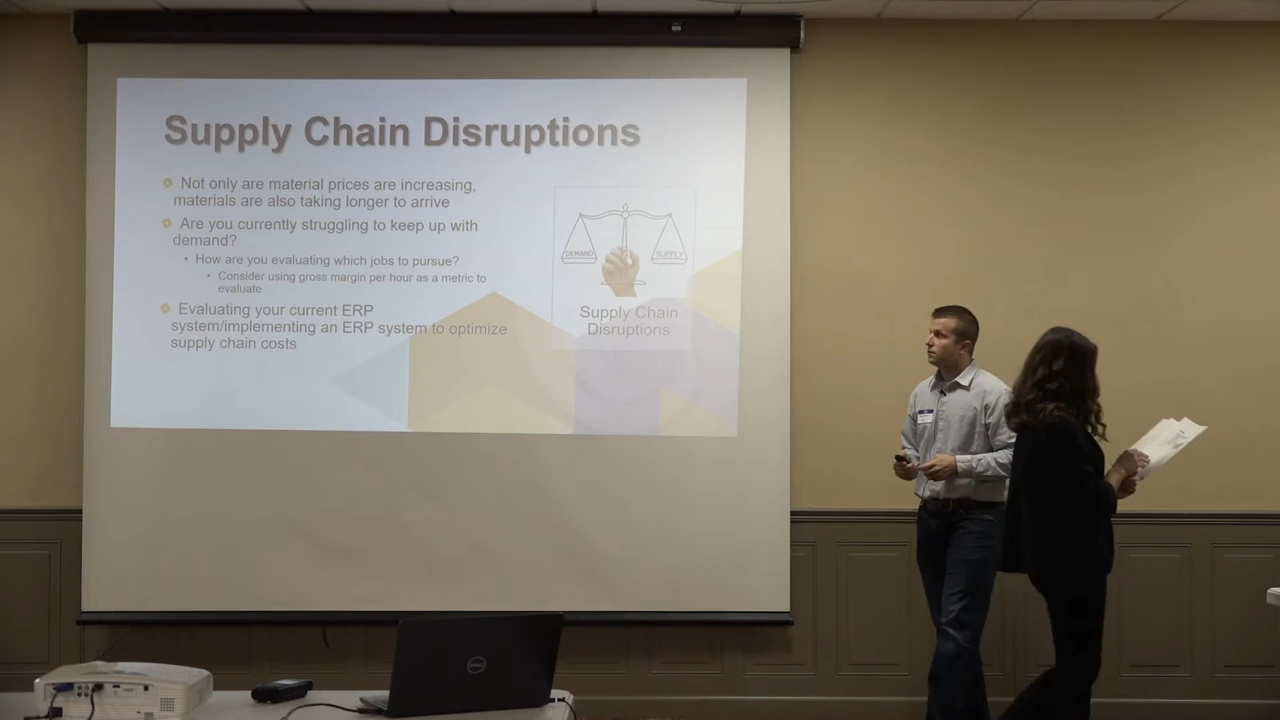 Supply Chain Disruptions
Not only are material prices are increasing,
materials are also taking longer to arrive
Are you currently struggling to keep up with
demand?
How are you evaluating which jobs to pursue?
Consider using gross margin per hour as a metric to
evaluate
Evaluating your current ERP
system/implementing an ERP system to optimize
supply chain costs
DEMAND
SUPPLY
Supply Chain
Disruptions
DELL